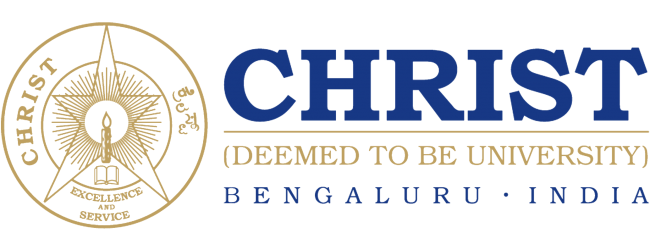 CHRIST
ಕ್ರೈಸ್ಟ್
EXCELLENCE
AND
SERVICE
CHRIST
(DEEMED TO BE UNIVERSITY)
BENGALURU · INDIA